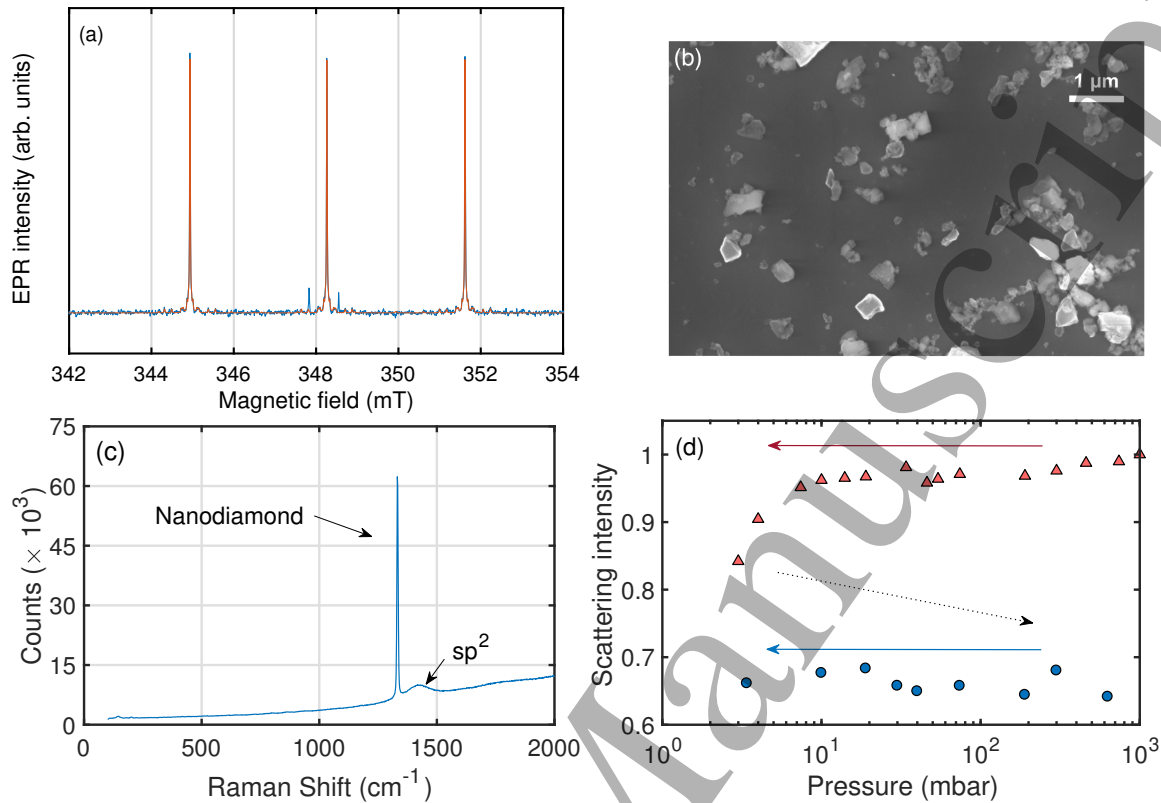 (a)
EPR intensity (arb. units)
342 344 346 348 350 352 354
Magnetic field (mT)
(b)
1 μm
(c)
75
60
45
30
15
0
Counts (× 10³)
Nanodiamond
sp²
0 500 1000 1500 2000
Raman Shift (cm⁻¹)
(d)
1
0.9
0.8
0.7
0.6
Scattering intensity
10⁰ 10¹ 10² 10³
Pressure (mbar)